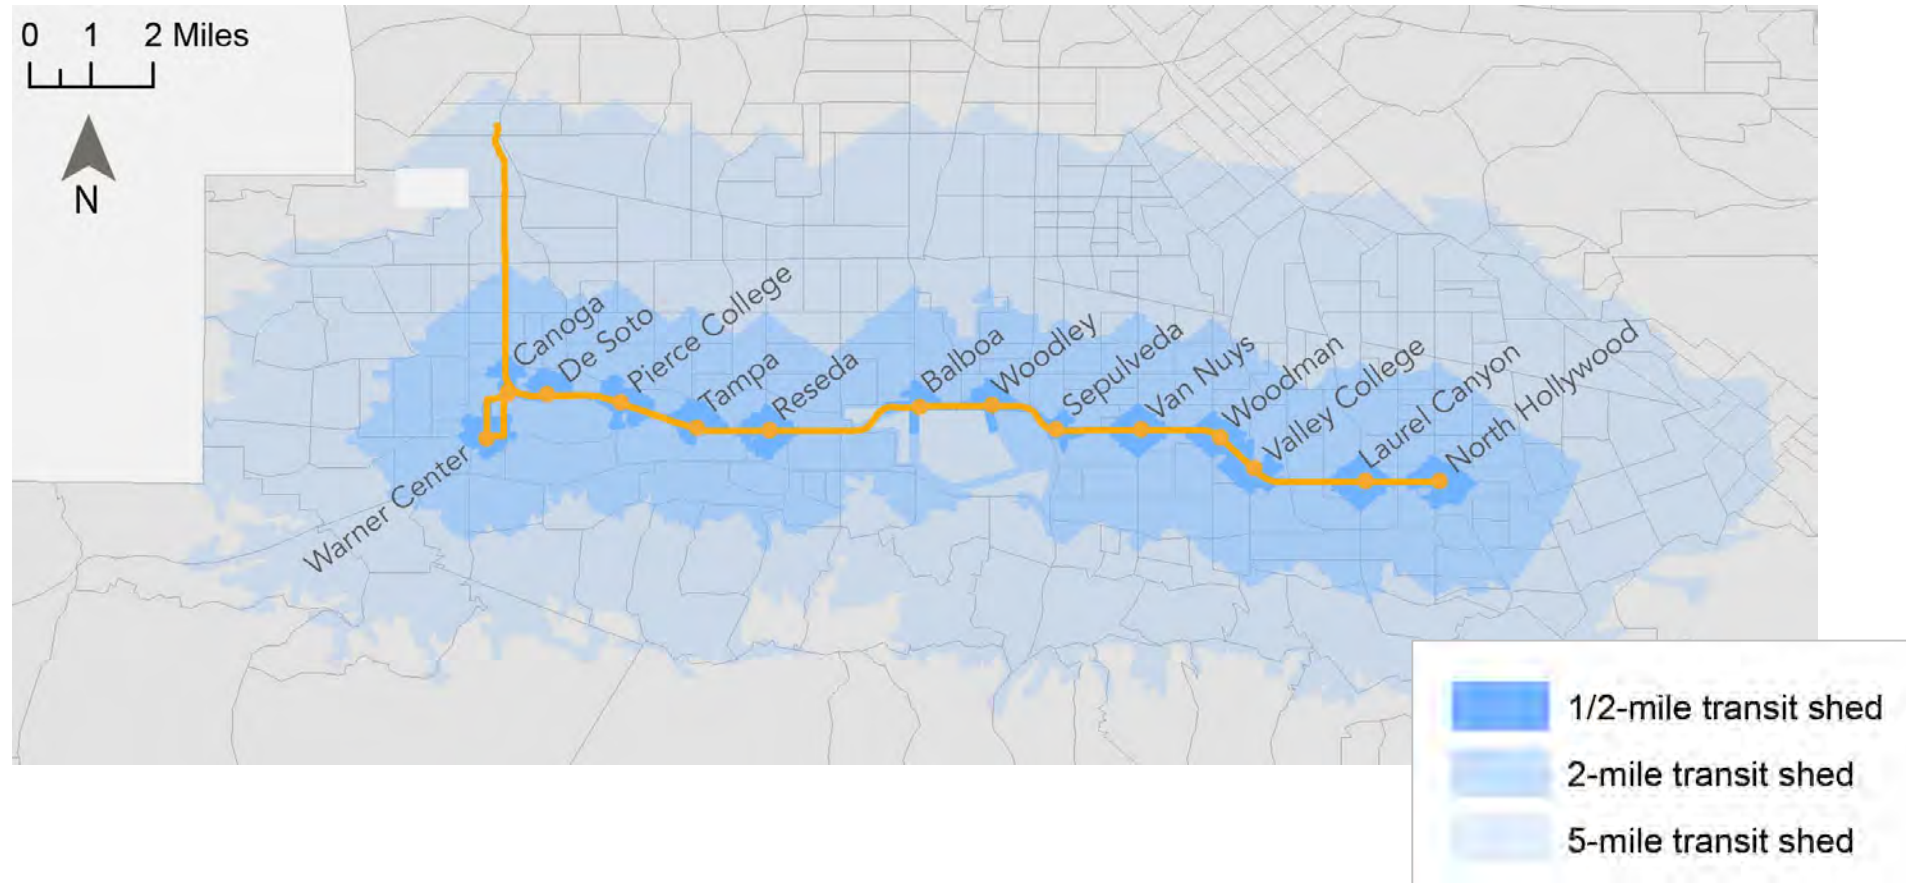 0 1 2 Miles
N
Canoga
De Soto
Pierce College
Tampa
Reseda
Balboa
Woodley
Sepulveda
Van Nuys
Woodman
Valley College
Laurel Canyon
North Hollywood
Warner Center
1/2-mile transit shed
2-mile transit shed
5-mile transit shed